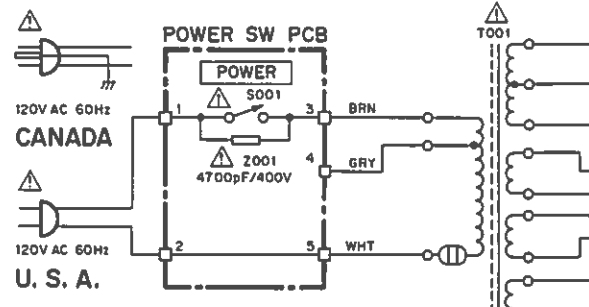 POWER SW PCB
T001
POWER
S001
120V AC 60Hz
CANADA
1
3
BRN
4
GRY
Z001
4700pF/400V
120V AC 60Hz
U. S. A.
2
5
WHT